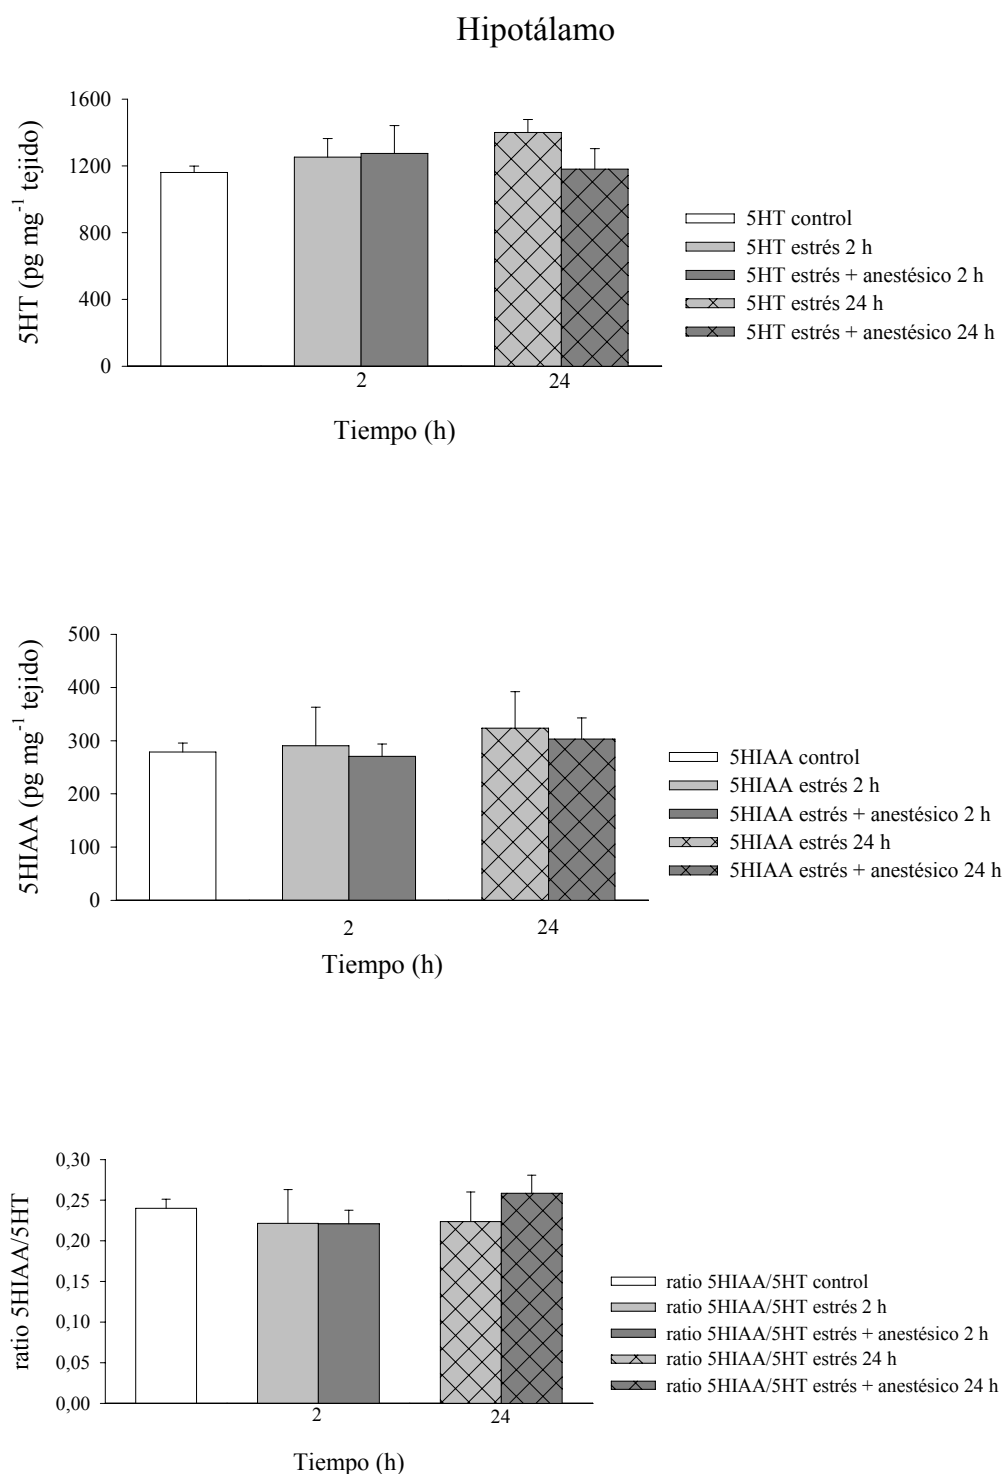 Hipotálamo
5HT (pg mg⁻¹ tejido)
1600
1200
800
400
0
2
24
Tiempo (h)
5HT control
5HT estrés 2 h
5HT estrés + anestésico 2 h
5HT estrés 24 h
5HT estrés + anestésico 24 h
5HIAA (pg mg⁻¹ tejido)
500
400
300
200
100
0
2
24
Tiempo (h)
5HIAA control
5HIAA estrés 2 h
5HIAA estrés + anestésico 2 h
5HIAA estrés 24 h
5HIAA estrés + anestésico 24 h
ratio 5HIAA/5HT
0,30
0,25
0,20
0,15
0,10
0,05
0,00
2
24
Tiempo (h)
ratio 5HIAA/5HT control
ratio 5HIAA/5HT estrés 2 h
ratio 5HIAA/5HT estrés + anestésico 2 h
ratio 5HIAA/5HT estrés 24 h
ratio 5HIAA/5HT estrés + anestésico 24 h